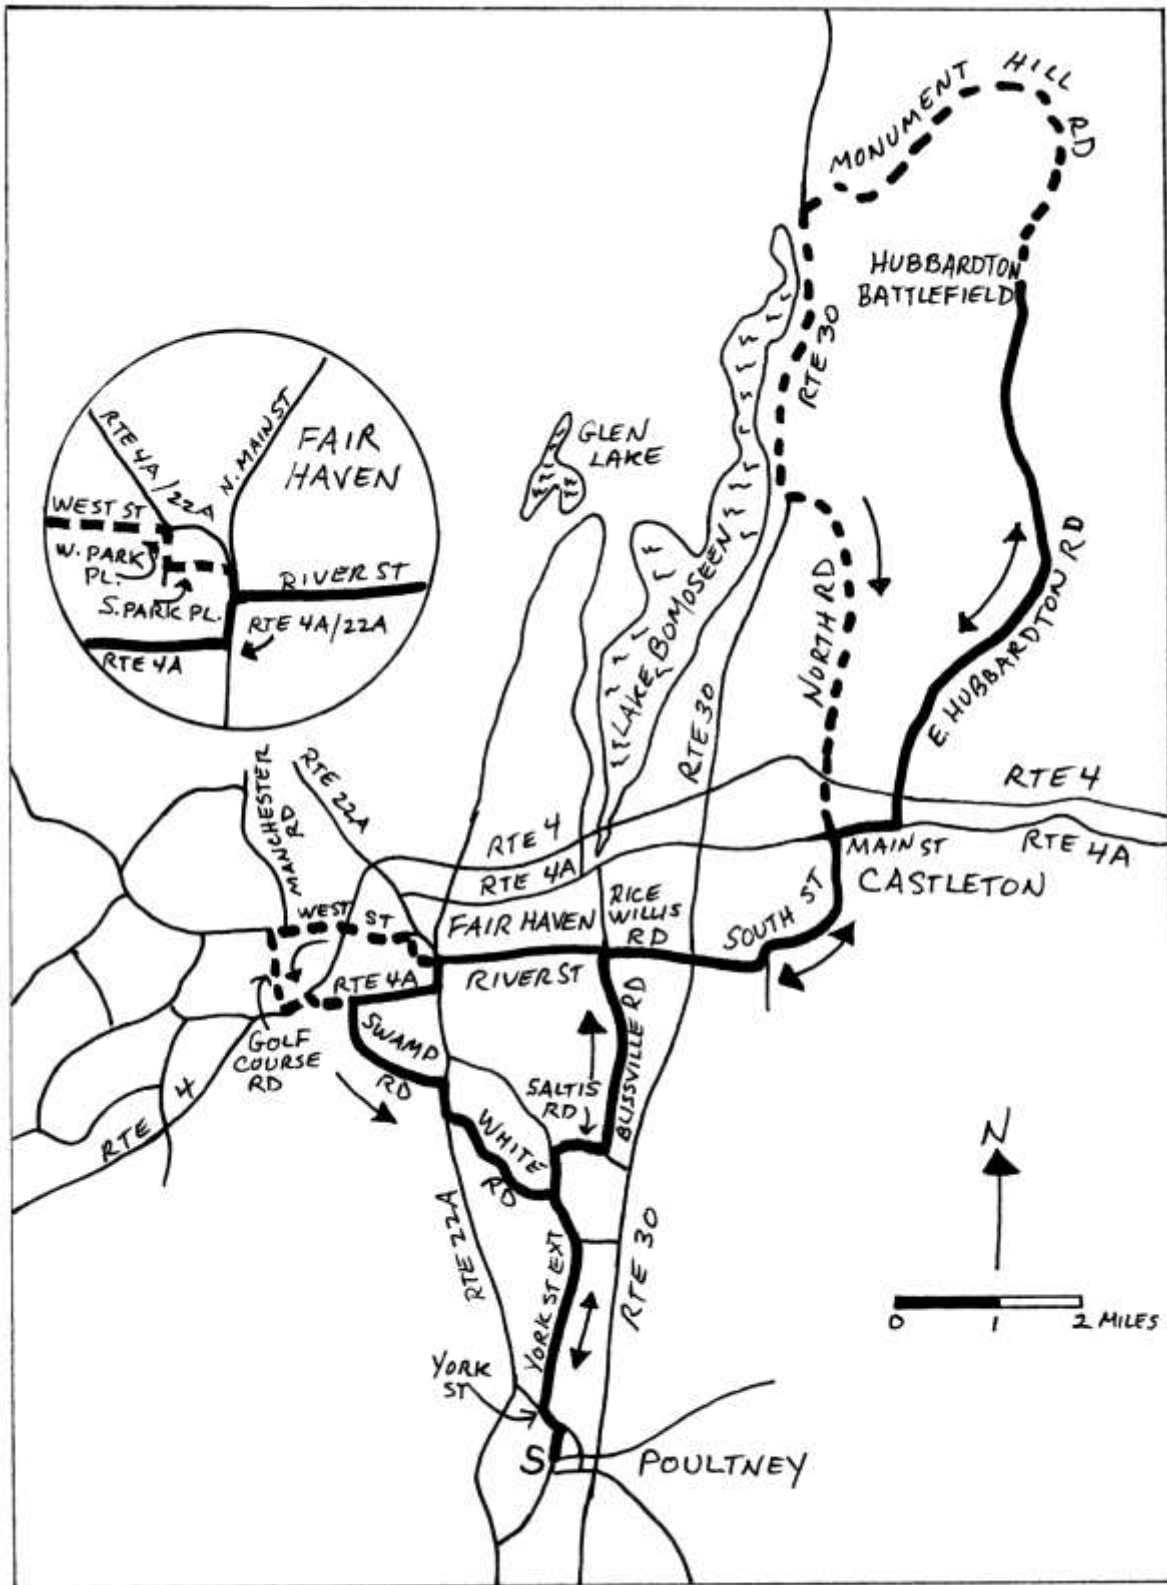 MONUMENT HILL RD
HUBBARDTON
BATTLEFIELD
RTE 30
GLEN
LAKE
RTE 4A/22A
N. MAIN ST
FAIR
HAVEN
WEST ST
W. PARK
PL.
S. PARK PL.
RIVER ST
RTE 4A/22A
RTE 4A
LAKE BOMOSEEN
NORTH RD
E. HUBBARDTON RD
RTE 30
MANCHESTER
RD
RTE 22A
RTE 4
RTE 4A
RTE 4
RTE 4A
MAIN ST
CASTLETON
WEST ST
FAIR HAVEN
RICE
WILLIS
RD
SOUTH ST
RTE 4A
RIVER ST
GOLF
COURSE
RD
SWAMP
RD
SALTIS
RD
BLISSVILLE RD
RTE 4
WHITE
RD
N
RTE 22A
YORK ST EXT
RTE 30
0 1 2 MILES
YORK
ST
S
POULTNEY